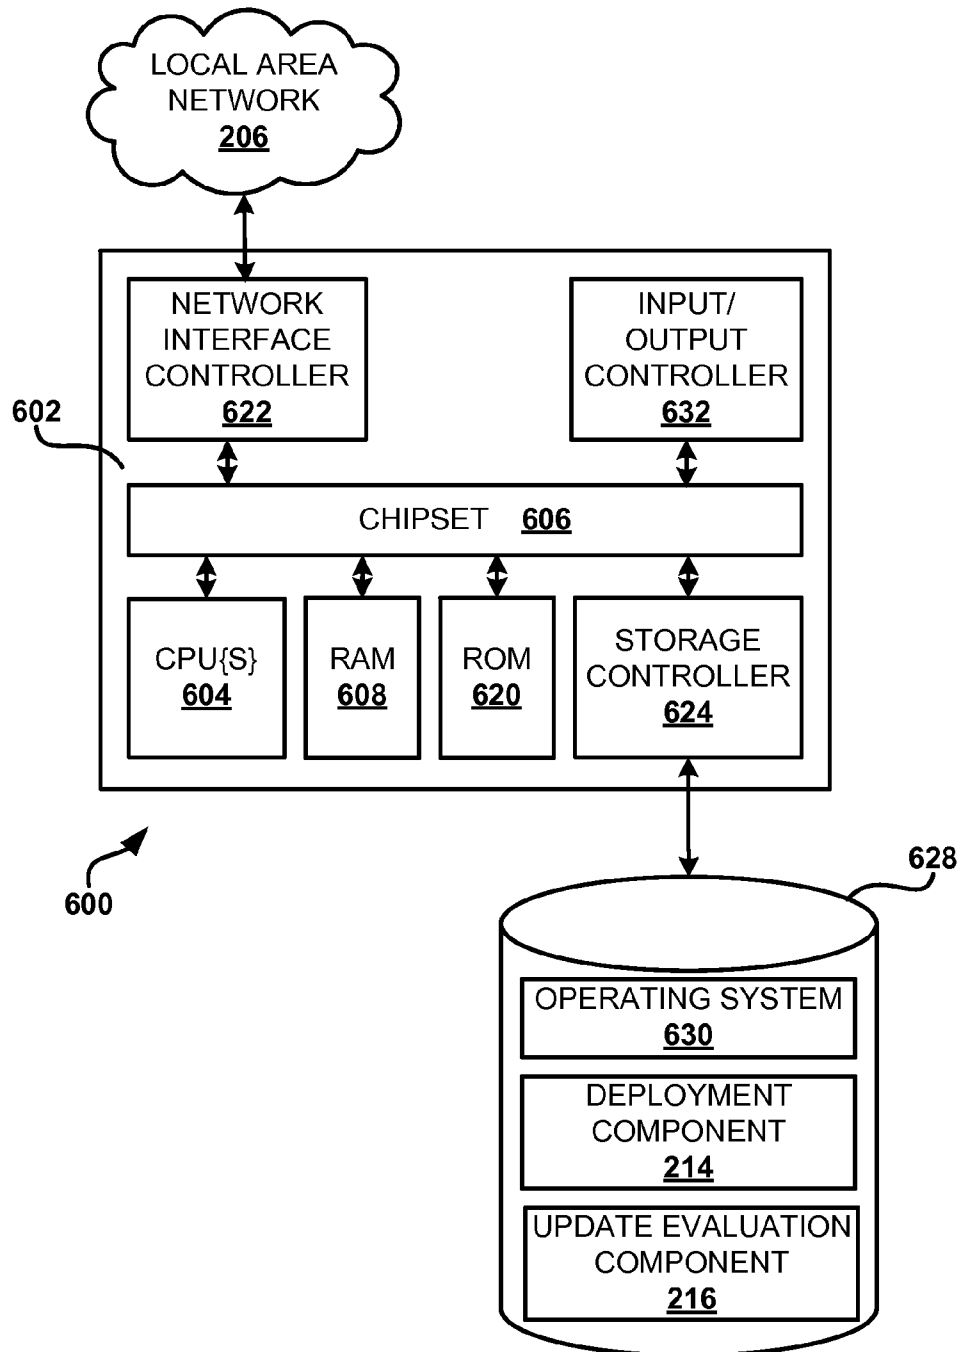 LOCAL AREA
NETWORK
206
NETWORK
INTERFACE
CONTROLLER
622
INPUT/
OUTPUT
CONTROLLER
632
602
CHIPSET 606
CPU{S}
604
RAM
608
ROM
620
STORAGE
CONTROLLER
624
600
628
OPERATING SYSTEM
630
DEPLOYMENT
COMPONENT
214
UPDATE EVALUATION
COMPONENT
216